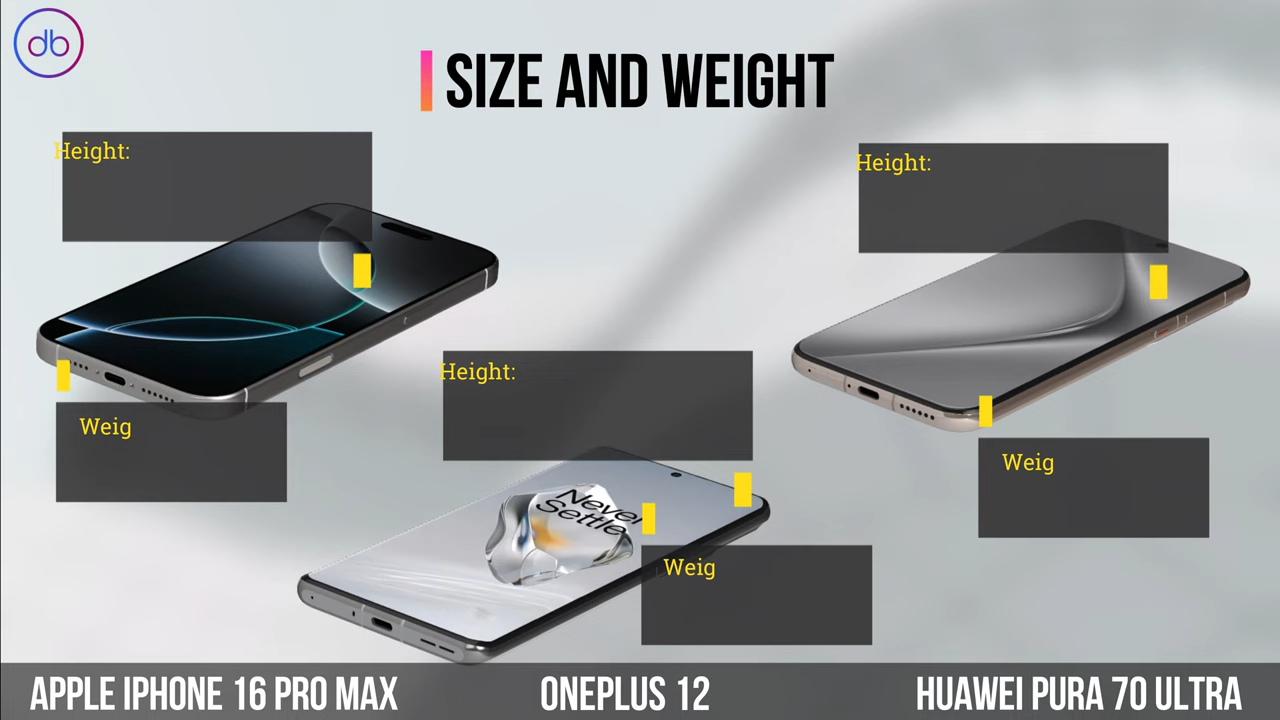 db
SIZE AND WEIGHT
Height:
Height:
Weig
Height:
Weig
Never
Settle
Weig
APPLE IPHONE 16 PRO MAX
ONEPLUS 12
HUAWEI PURA 70 ULTRA